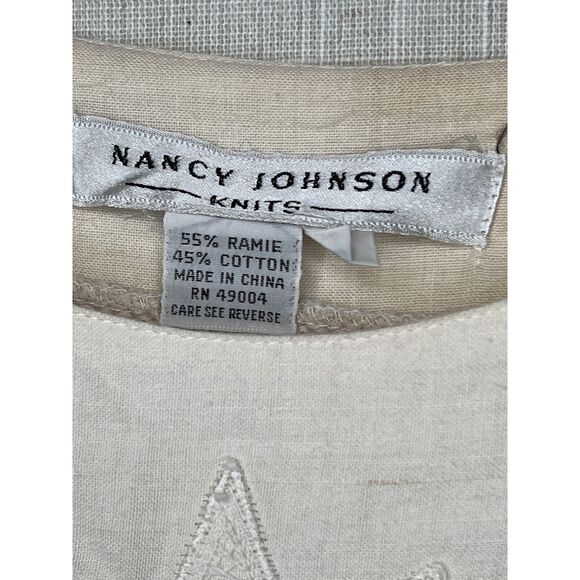 NANCY JOHNSON
KNITS
55% RAMIE
45% COTTON
MADE IN CHINA
RN 49004
CARE SEE REVERSE